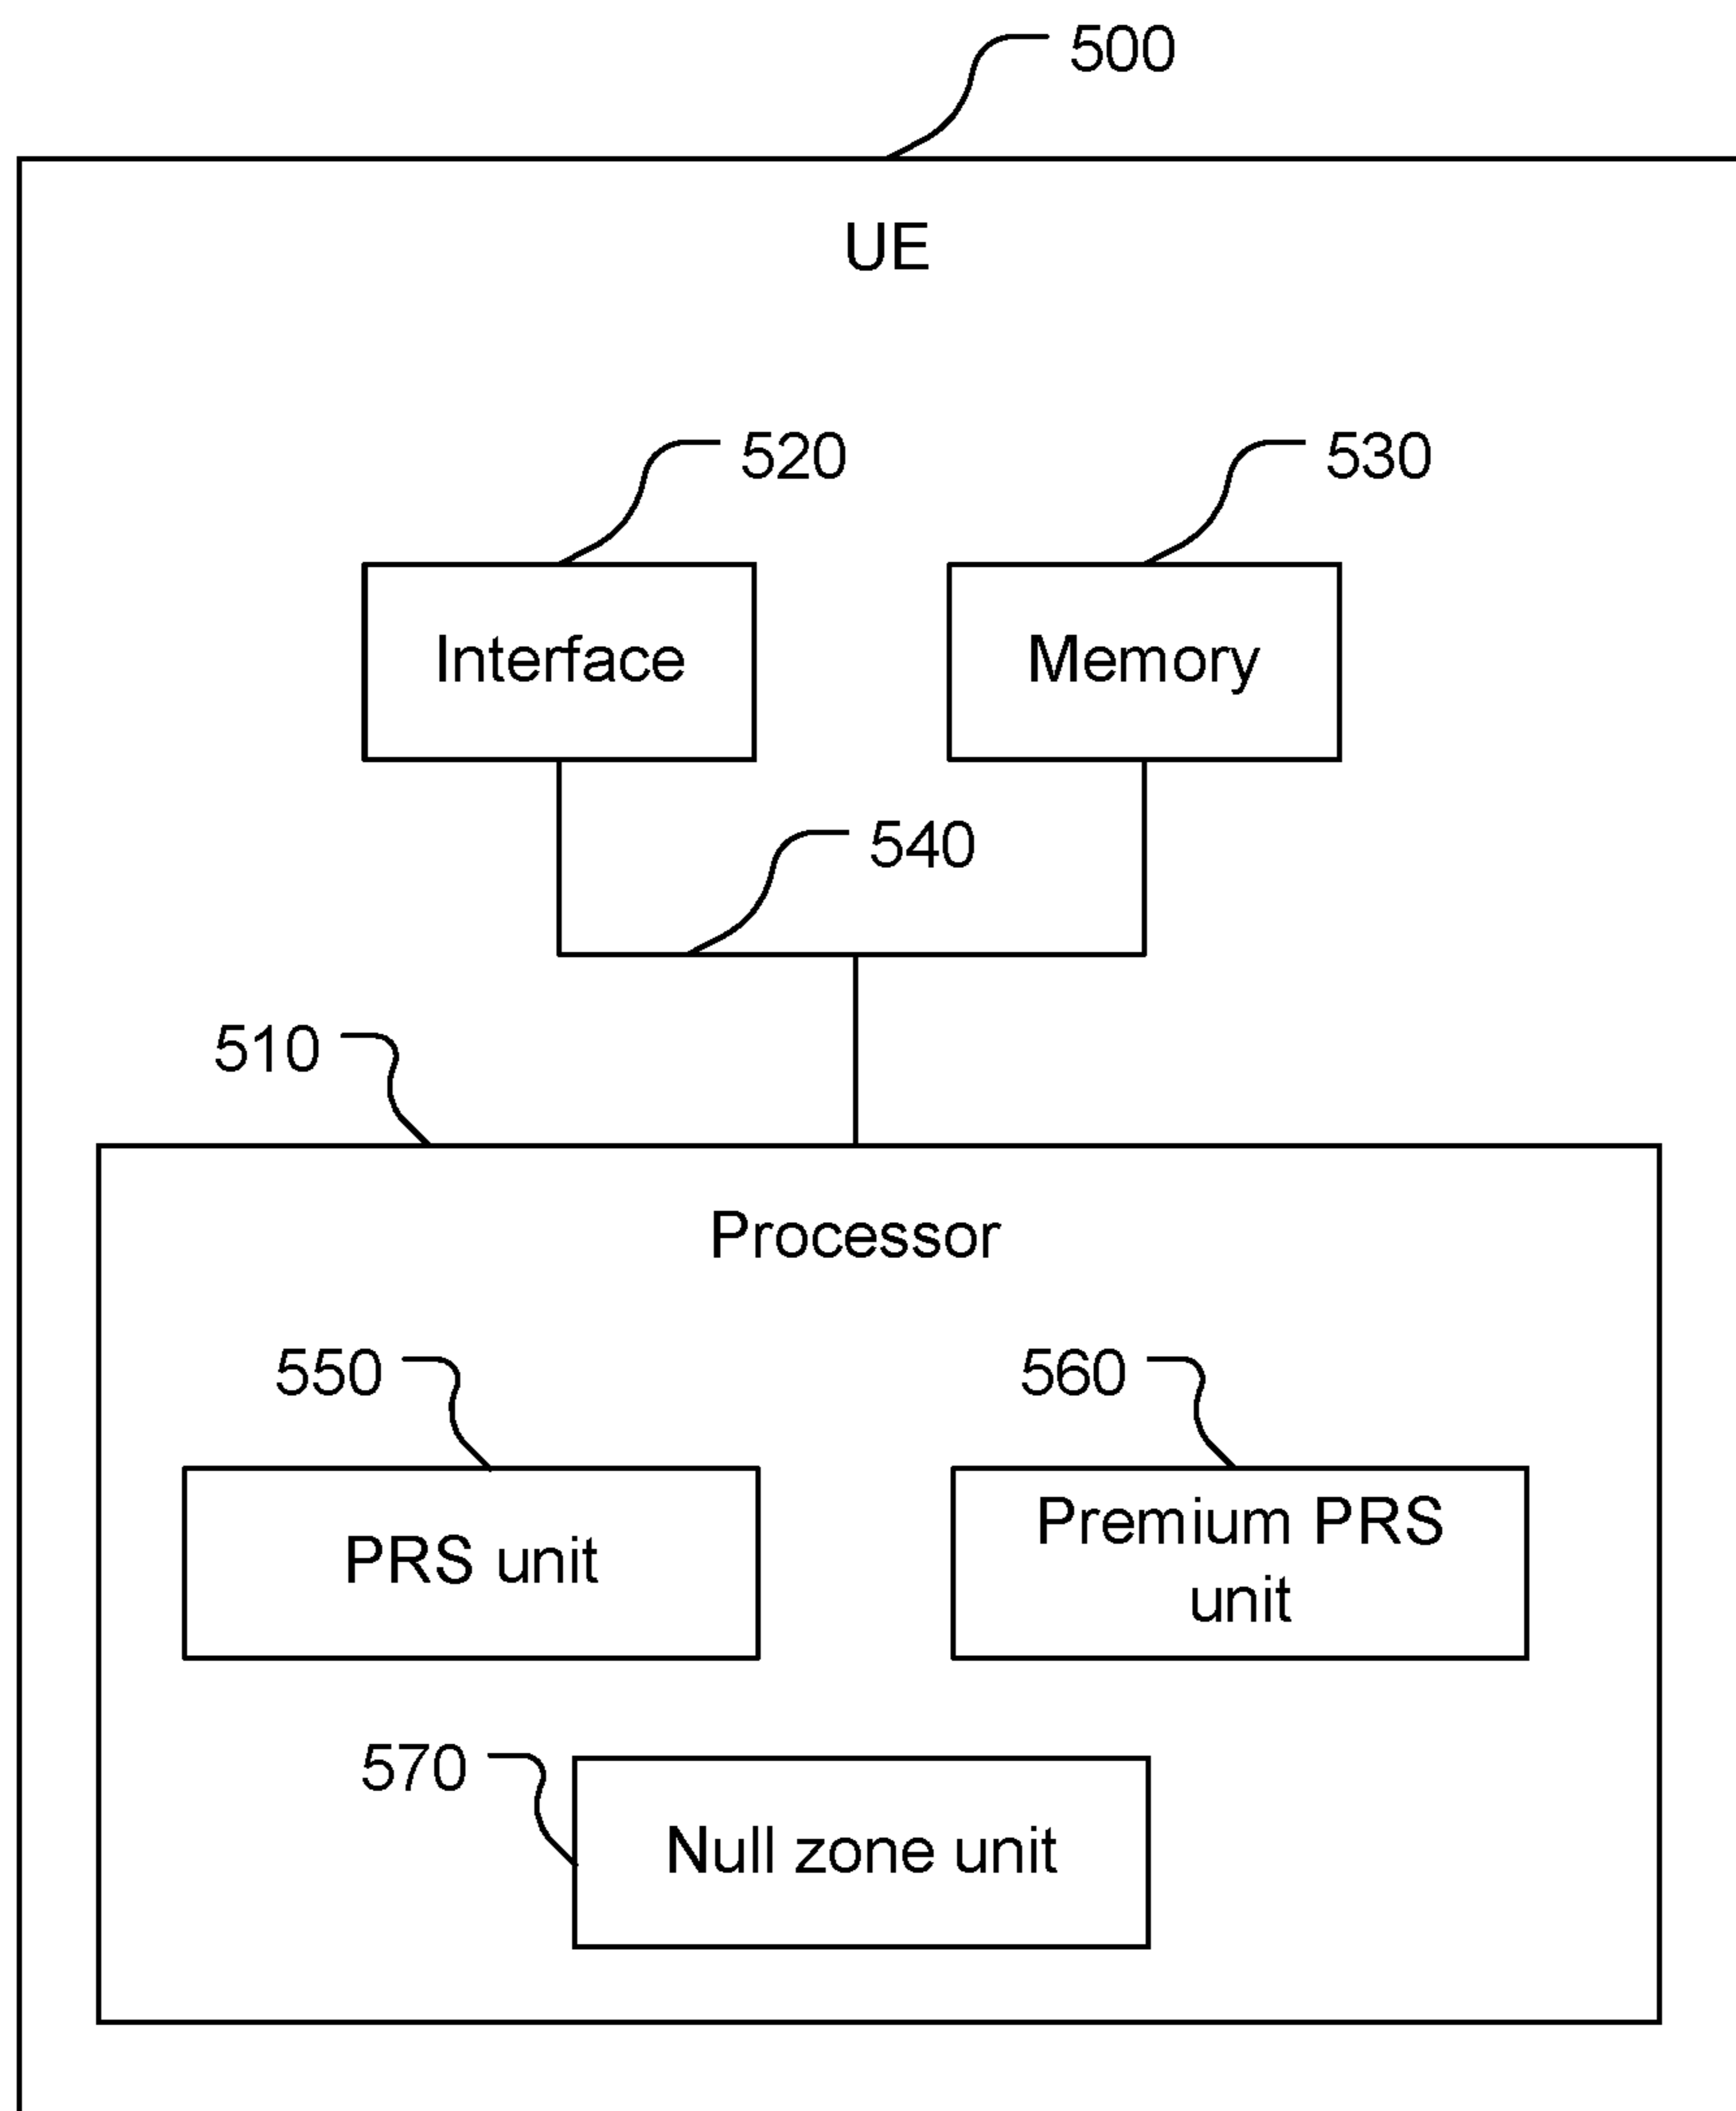 500
UE
520
530
Interface
Memory
540
510
Processor
550
560
PRS unit
Premium PRS
unit
570
Null zone unit